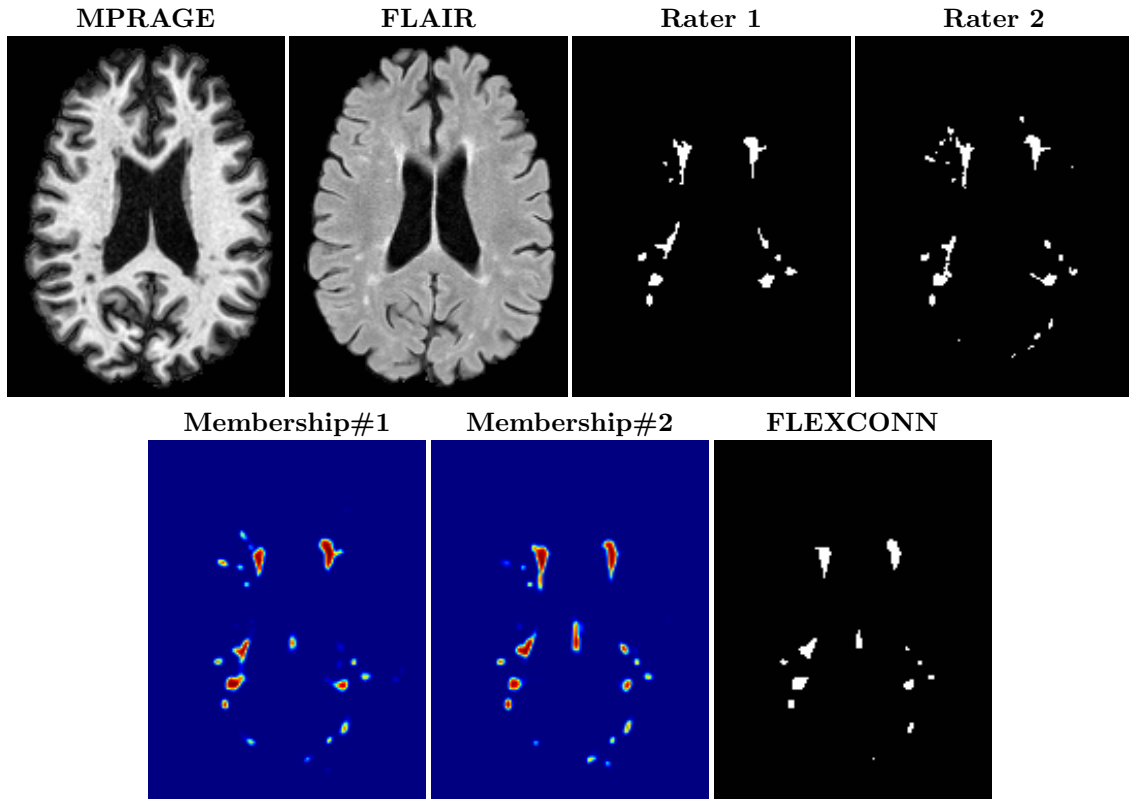 MPRAGE
FLAIR
Rater 1
Rater 2
Membership#1
Membership#2
FLEXCONN